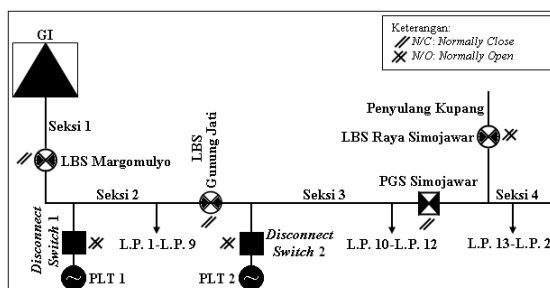 Keterangan:
N/C: Normally Close
N/O: Normally Open
GI
Seksi 1
LBS Margomulyo
Seksi 2
LBS
Gunung Jati
Seksi 3
Penyulang Kupang
LBS Raya Simojawar
PGS Simojawar
Seksi 4
Disconnect
Switch 1
L.P. 1-L.P. 9
Disconnect
Switch 2
L.P. 10-L.P. 12
L.P. 13-L.P. 2
PLT 1
PLT 2